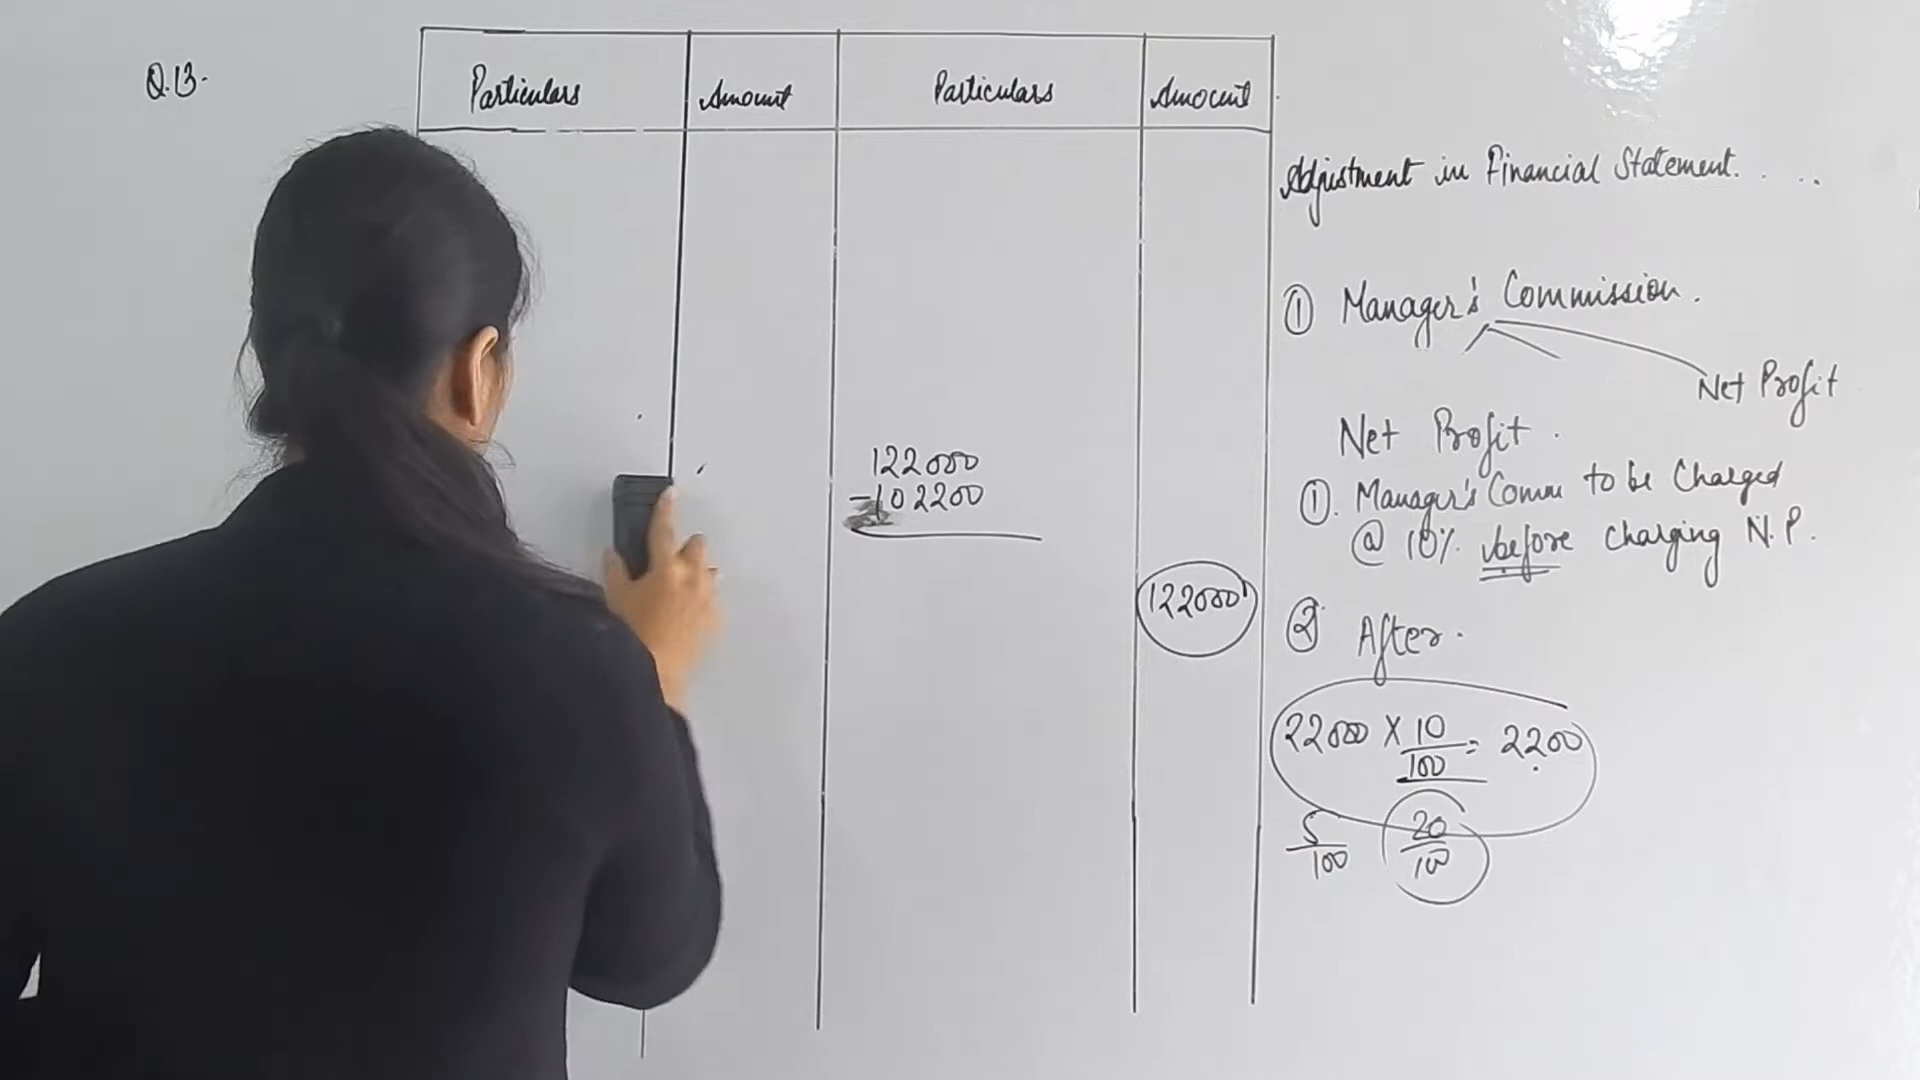 Q.13.
Particulars Amount Particulars Amount
122000
-102200
122000
Adjustment in Financial Statement. . ...
① Manager's Commission.
Net Profit
Net Profit.
①. Manager's Comm to be Charged
@ 10% before charging N.P.
② After.
22000 X 10/100 = 2200
5/100 20/100